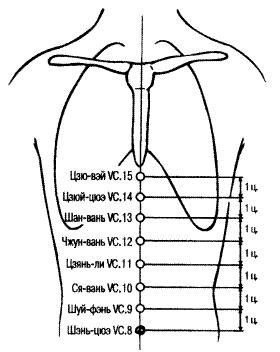 Цзю-вэй VC.15
1 ц.
Цзюй-цюэ VC.14
1 ц.
Шан-вань VC.13
1 ц.
Чжун-вань VC.12
1 ц.
Цзянь-ли VC.11
1 ц.
Ся-вань VC.10
1 ц.
Шуй-фэнь VC.9
1 ц.
Шэнь-цюэ VC.8